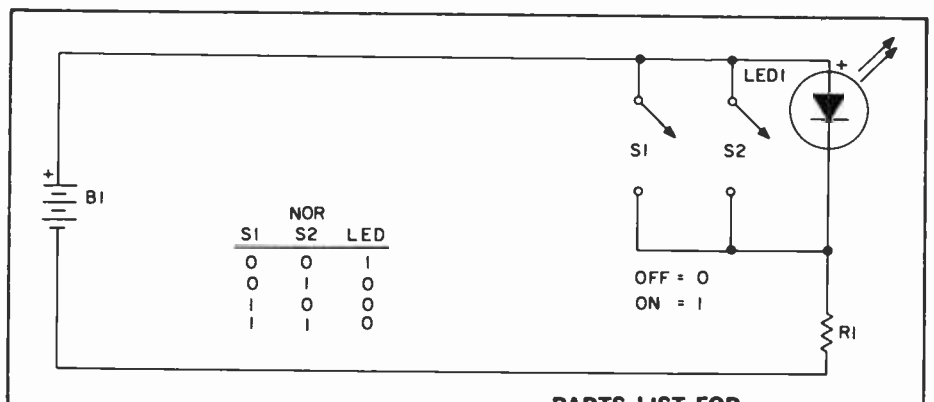 +
LED1
S1
S2
+
B1
NOR
S1 S2 LED
0 0 1
0 1 0
1 0 0
1 1 0
OFF = 0
ON = 1
R1
PARTS LIST FOR